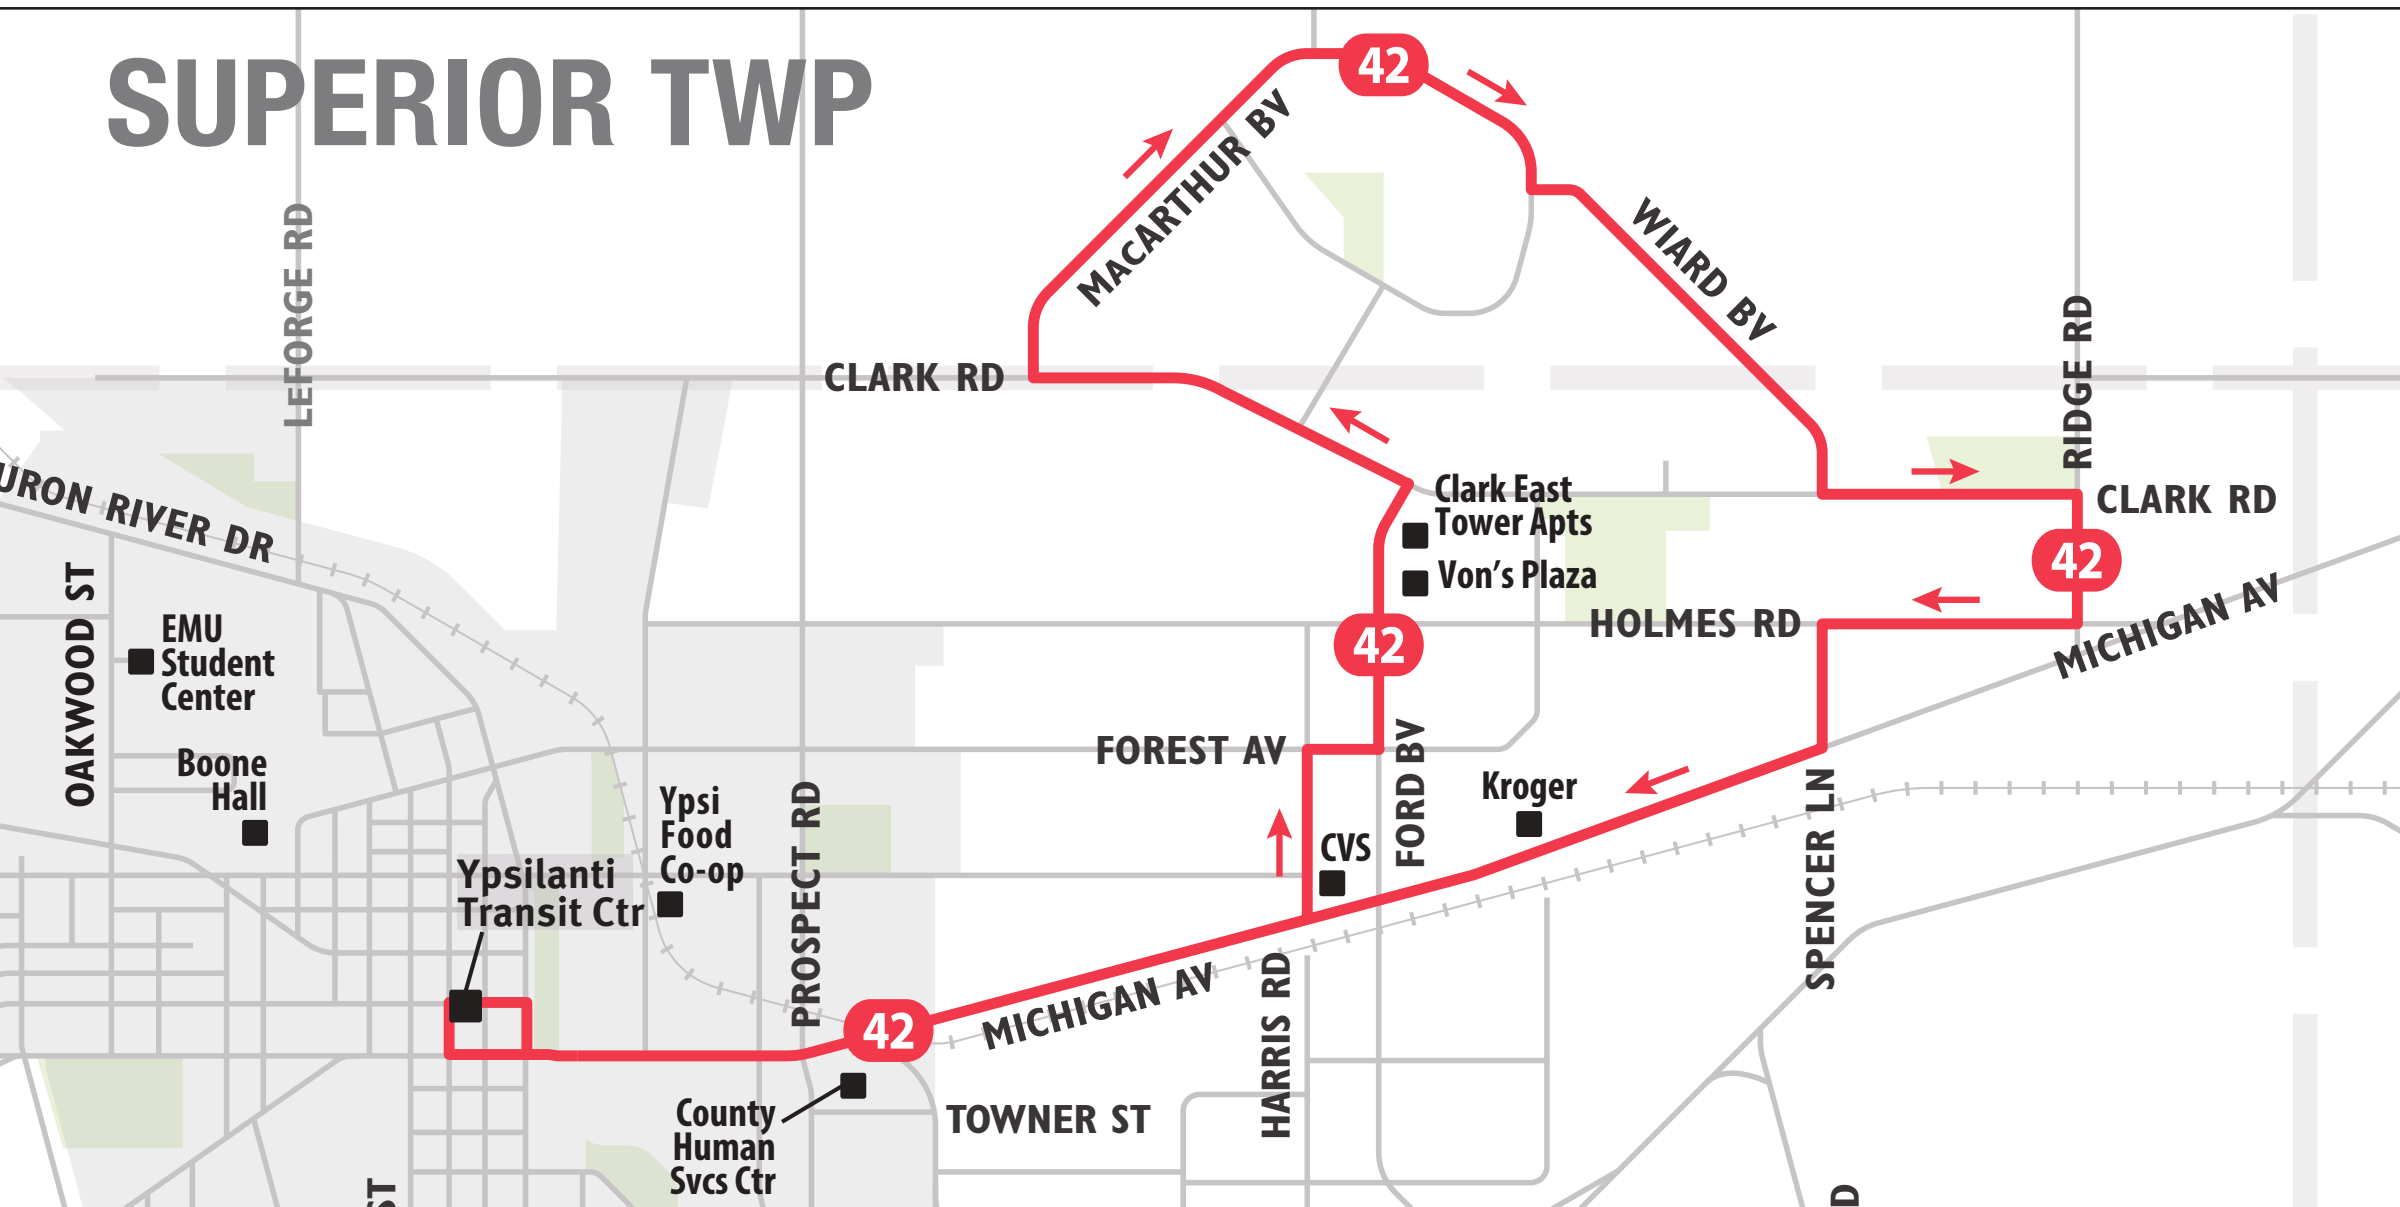 SUPERIOR TWP
42
MACARTHUR BV
WIARD BV
LEFORGE RD
RIDGE RD
CLARK RD
URON RIVER DR
Clark East
Tower Apts
CLARK RD
42
Von's Plaza
OAKWOOD ST
EMU
Student
Center
HOLMES RD
42
MICHIGAN AV
FOREST AV
FORD BV
Boone
Hall
Ypsi
Food
Co-op
PROSPECT RD
Kroger
CVS
SPENCER LN
Ypsilanti
Transit Ctr
42
MICHIGAN AV
HARRIS RD
County
Human
Svcs Ctr
TOWNER ST
ST
D